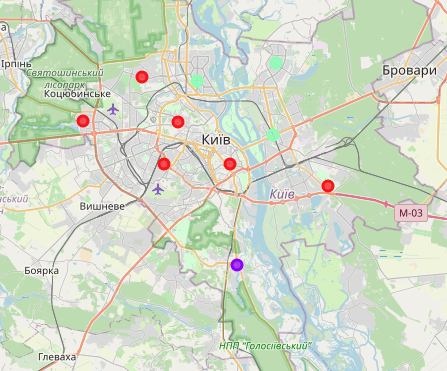 Ірпінь
Святошинський
лісопарк
Коцюбинське
Бровари
Київ
Київ
Вишневе
М-03
Боярка
НПП "Голосіївський"
Глеваха